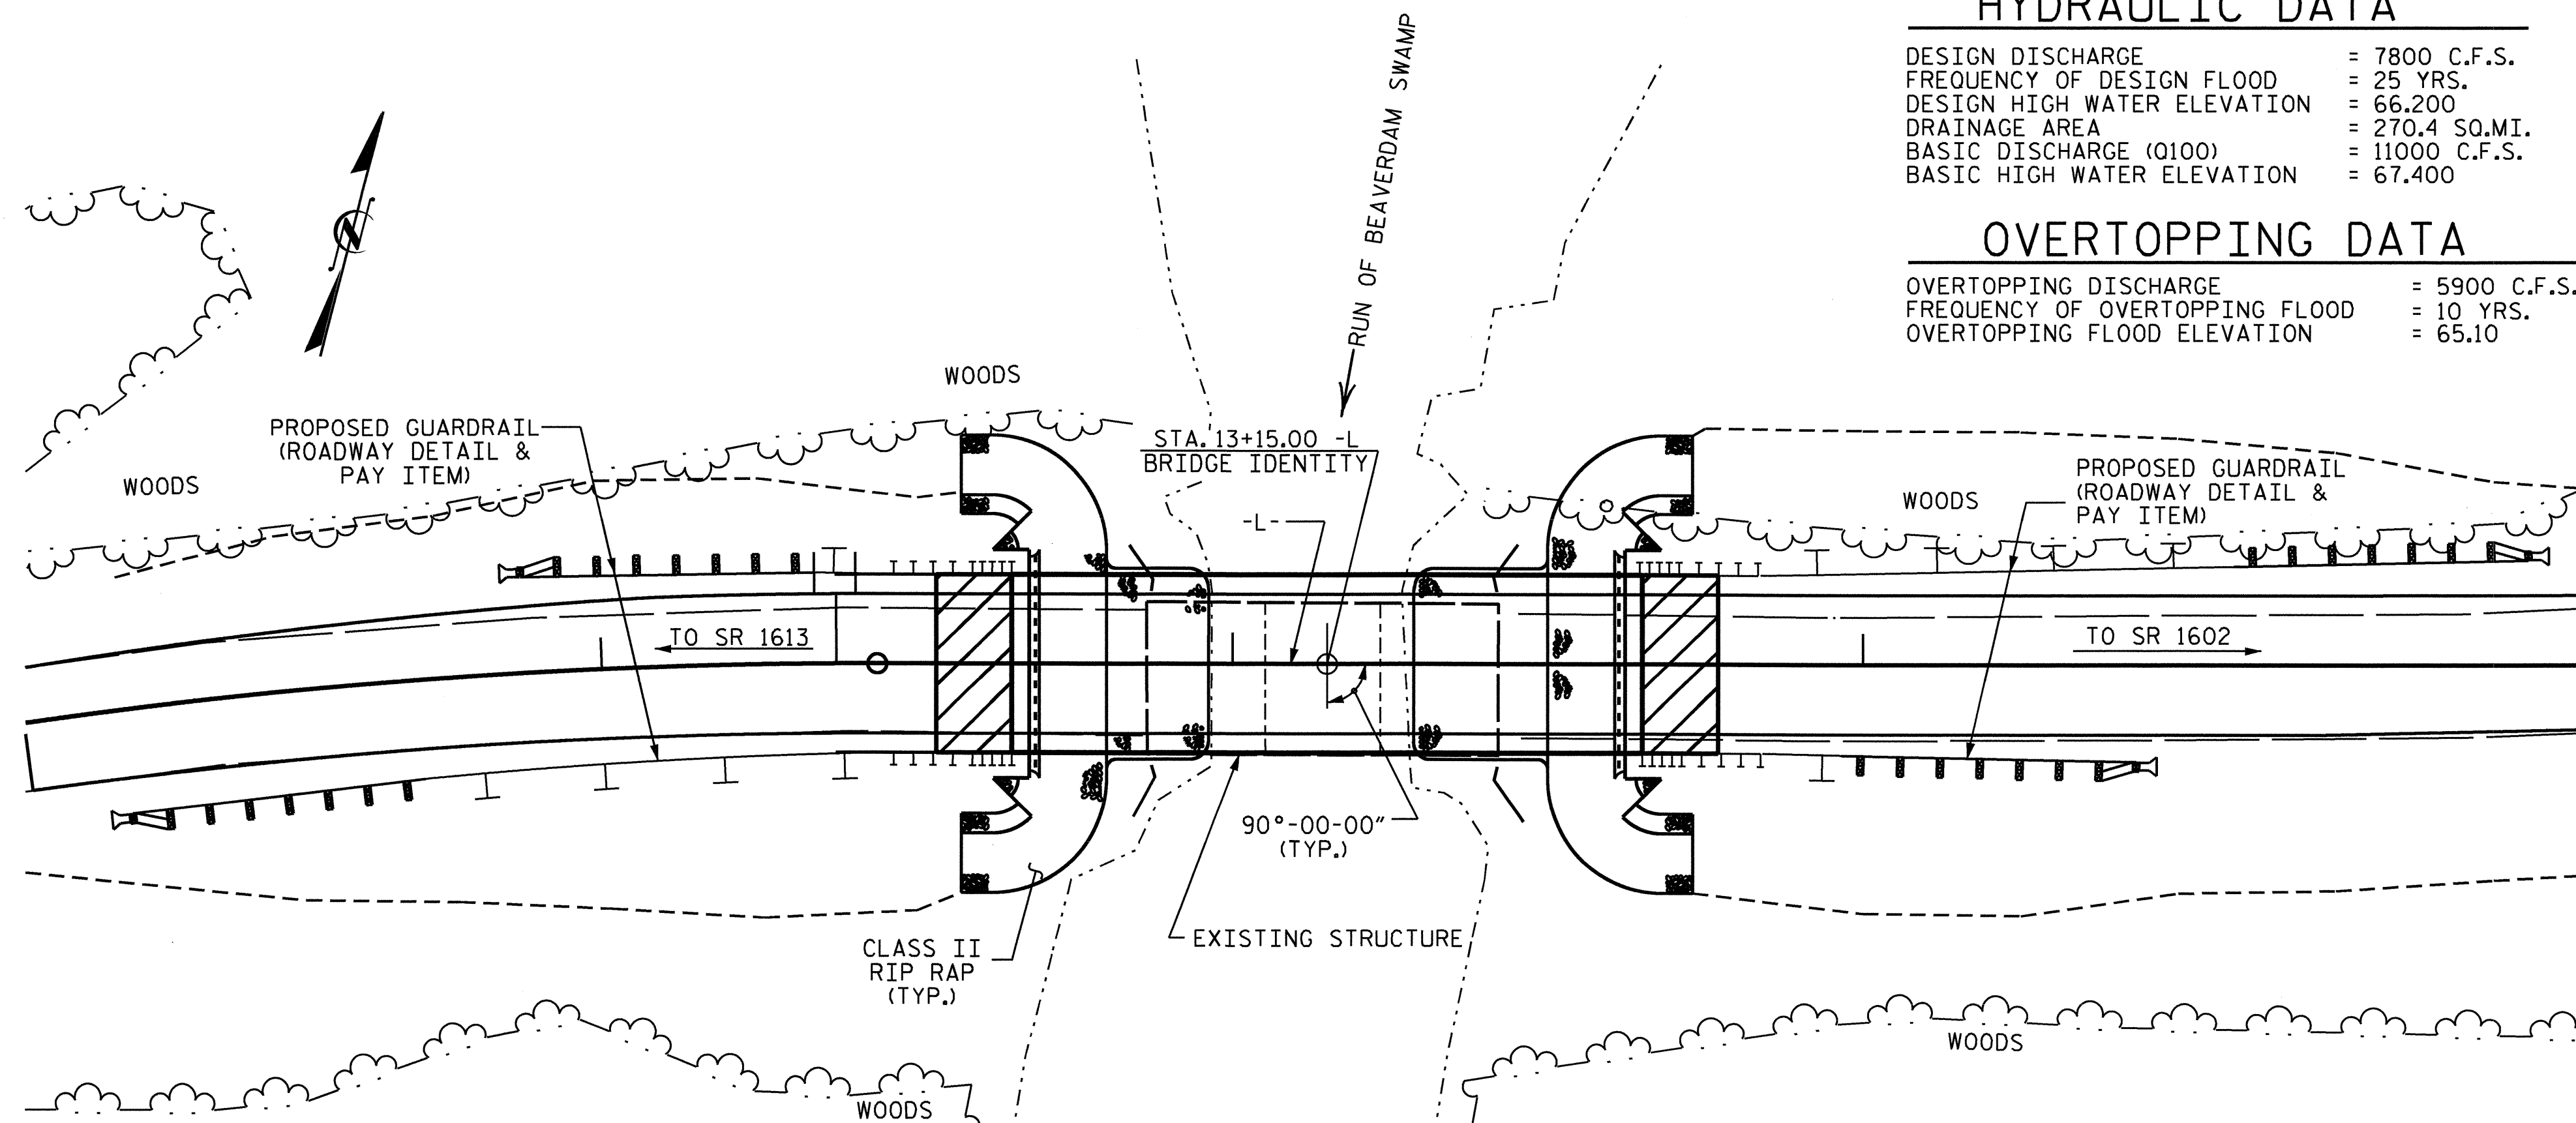 HYDRAULIC DATA
DESIGN DISCHARGE = 7800 C.F.S.
FREQUENCY OF DESIGN FLOOD = 25 YRS.
DESIGN HIGH WATER ELEVATION = 66.200
DRAINAGE AREA = 270.4 SQ.MI.
BASIC DISCHARGE (Q100) = 11000 C.F.S.
BASIC HIGH WATER ELEVATION = 67.400
OVERTOPPING DATA
OVERTOPPING DISCHARGE = 5900 C.F.S.
FREQUENCY OF OVERTOPPING FLOOD = 10 YRS.
OVERTOPPING FLOOD ELEVATION = 65.10
RUN OF BEAVERDAM SWAMP
N
WOODS
PROPOSED GUARDRAIL
(ROADWAY DETAIL &
PAY ITEM)
WOODS
STA. 13+15.00 -L
BRIDGE IDENTITY
-L-
WOODS
PROPOSED GUARDRAIL
(ROADWAY DETAIL &
PAY ITEM)
TO SR 1613
TO SR 1602
90°-00-00"
(TYP.)
EXISTING STRUCTURE
CLASS II
RIP RAP
(TYP.)
WOODS
WOODS